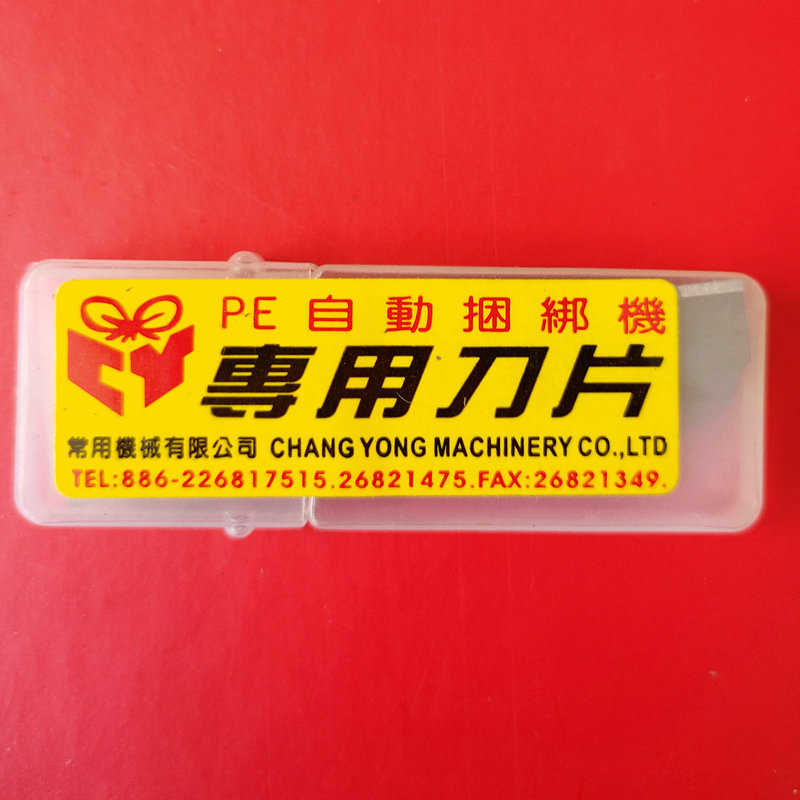 PE自動捆綁機
CY
專用刀片
常用機械有限公司 CHANG YONG MACHINERY CO.,LTD
TEL:886-226817515.26821475.FAX:26821349.